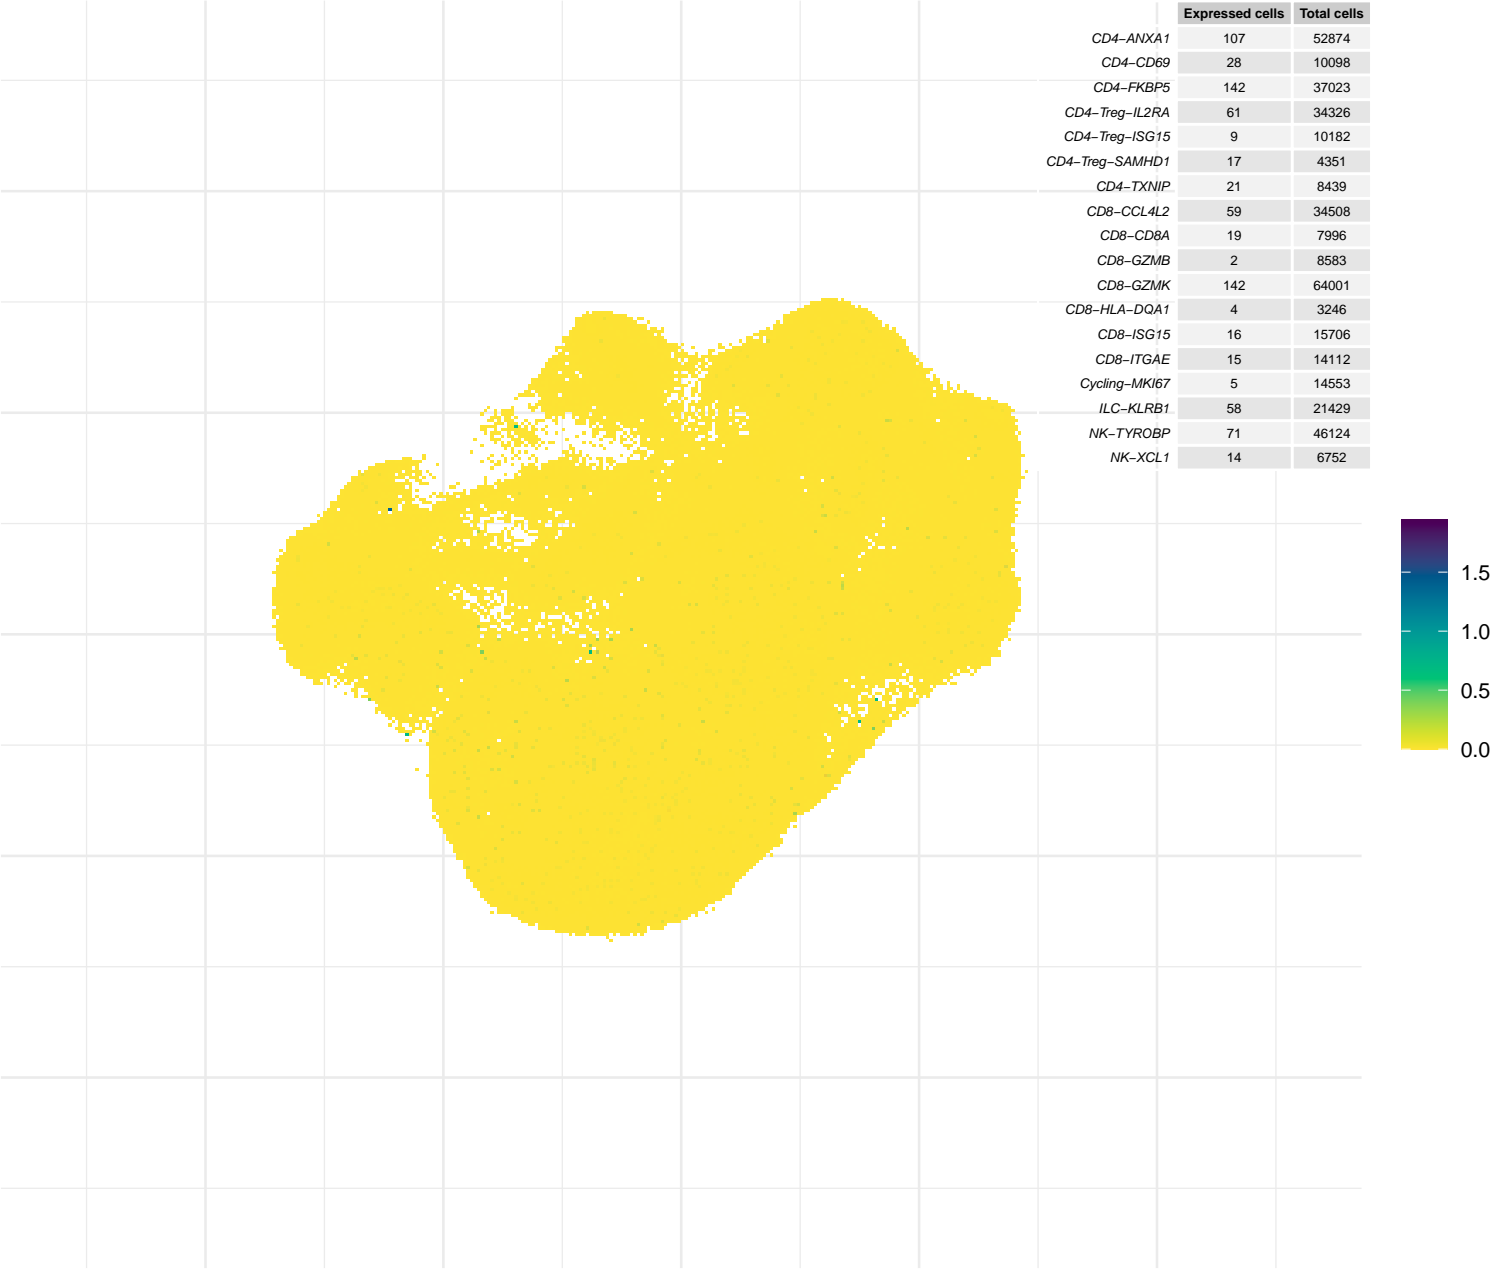 Expressed cells Total cells
CD4−ANXA1 107 52874
CD4−CD69 28 10098
CD4−FKBP5 142 37023
CD4−Treg−IL2RA 61 34326
CD4−Treg−ISG15 9 10182
CD4−Treg−SAMHD1 17 4351
CD4−TXNIP 21 8439
CD8−CCL4L2 59 34508
CD8−CD8A 19 7996
CD8−GZMB 2 8583
CD8−GZMK 142 64001
CD8−HLA−DQA1 4 3246
CD8−ISG15 16 15706
CD8−ITGAE 15 14112
Cycling−MKI67 5 14553
ILC−KLRB1 58 21429
NK−TYROBP 71 46124
NK−XCL1 14 6752
1.5
1.0
0.5
0.0